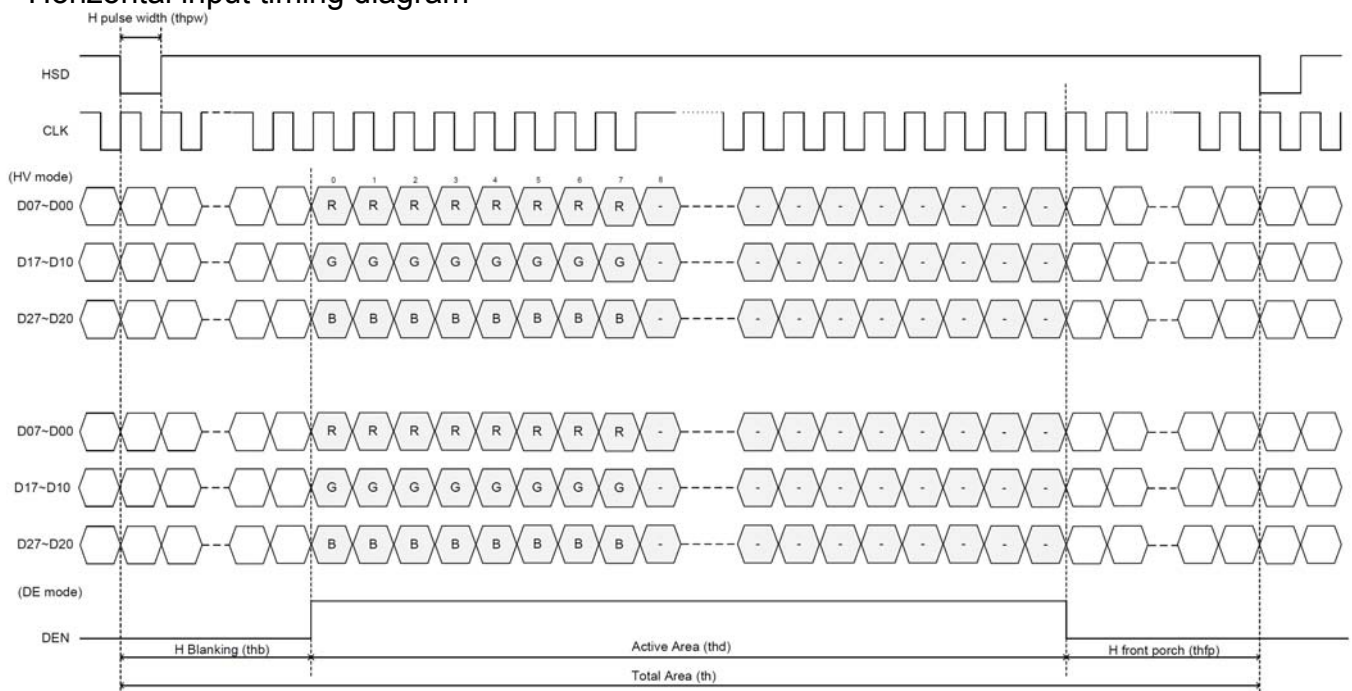 Horizontal input timing diagram
H pulse width (thpw)
HSD
CLK
(HV mode)
0 1 2 3 4 5 6 7 8
D07~D00 R R R R R R R R - - - - - - - - -
D17~D10 G G G G G G G G - - - - - - - - -
D27~D20 B B B B B B B B - - - - - - - - -
D07~D00 R R R R R R R R - - - - - - - - -
D17~D10 G G G G G G G G - - - - - - - - -
D27~D20 B B B B B B B B - - - - - - - - -
(DE mode)
DEN
H Blanking (thb) Active Area (thd) H front porch (thfp)
Total Area (th)